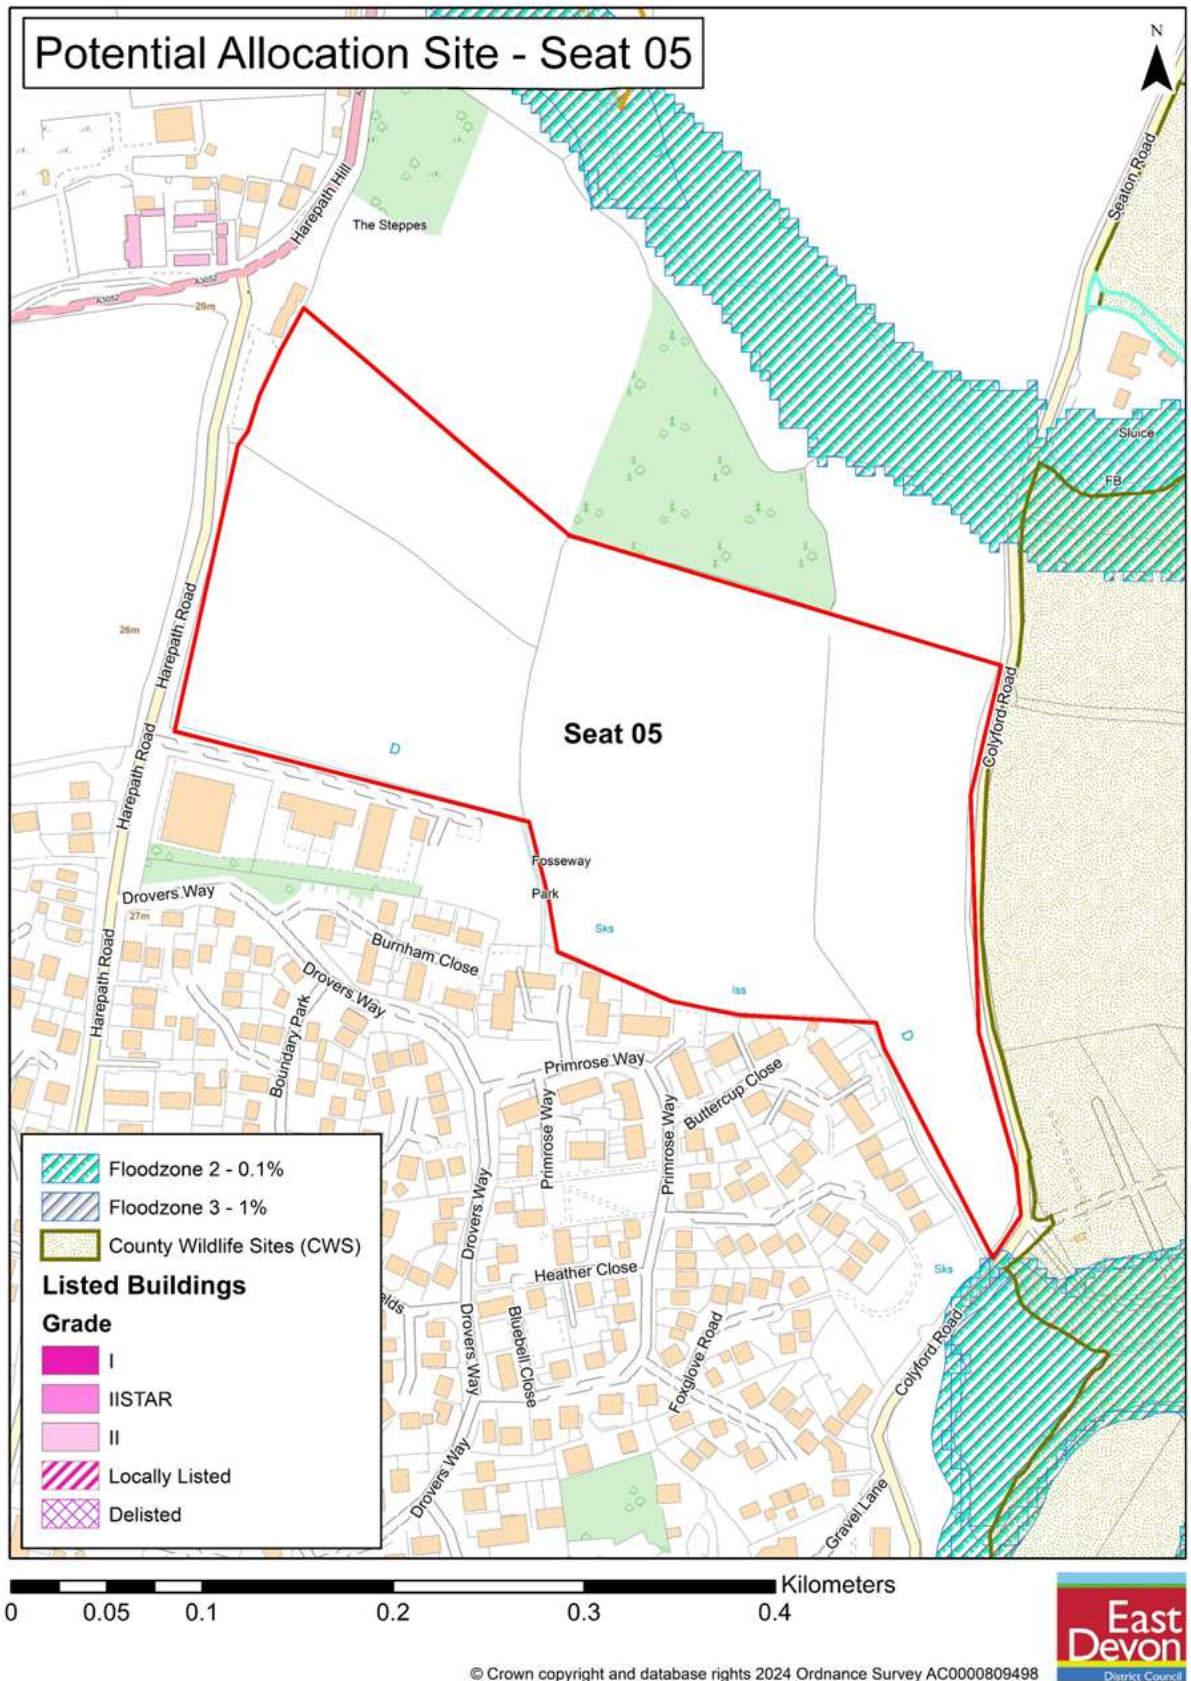 Potential Allocation Site - Seat 05
N
Harepath Hill
The Steppes
Seaton Road
A3052
A3052
29m
Sluice
FB
Harepath Road
26m
Colyford Road
Seat 05
D
Harepath Road
Fosseway
Park
Drovers Way
27m
Sks
Burnham Close
Harepath Road
Drovers Way
Iss
D
Boundary Park
Primrose Way
Buttercup Close
Primrose Way
Primrose Way
Drovers Way
Heather Close
Sks
elds
Drovers Way
Bluebell Close
Foxglove Road
Colyford Road
Drovers Way
Gravel Lane
Floodzone 2 - 0.1%
Floodzone 3 - 1%
County Wildlife Sites (CWS)
Listed Buildings
Grade
I
IISTAR
II
Locally Listed
Delisted
Kilometers
0 0.05 0.1 0.2 0.3 0.4
East
Devon
District Council
© Crown copyright and database rights 2024 Ordnance Survey AC0000809498